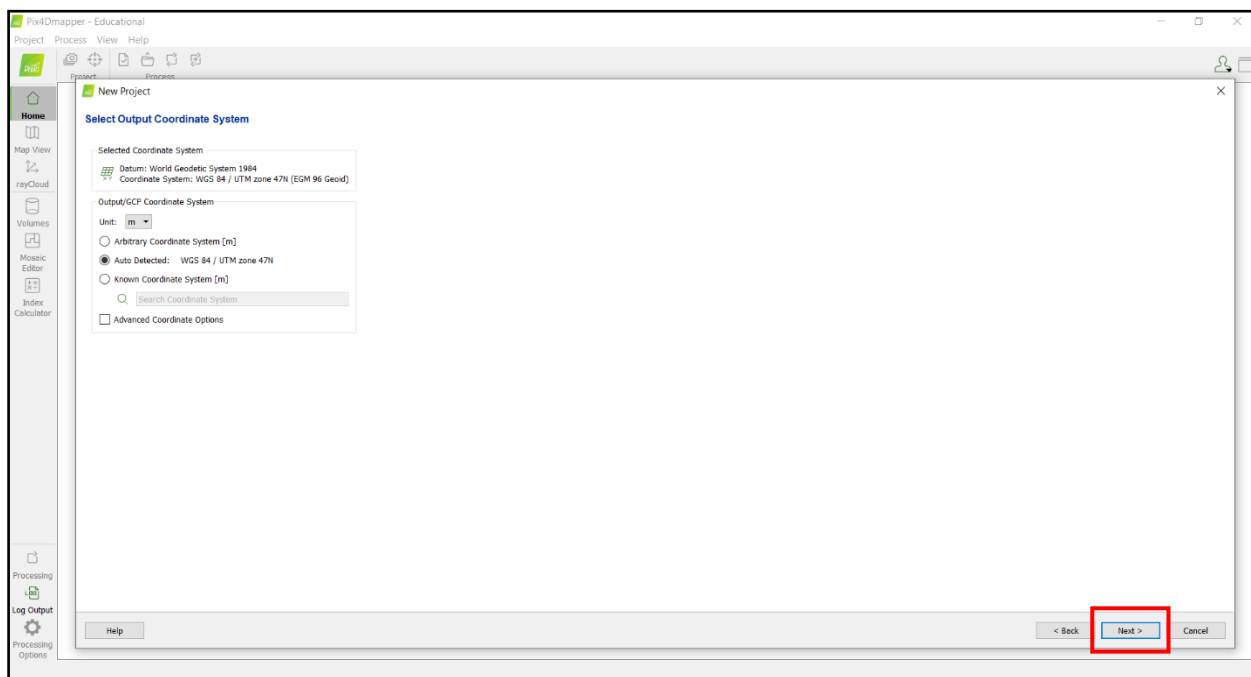 Pix4Dmapper - Educational
Project Process View Help
Project Process
Home
Map View
rayCloud
Volumes
Mosaic
Editor
Index
Calculator
Processing
Log Output
Processing
Options
New Project
Select Output Coordinate System
Selected Coordinate System
Datum: World Geodetic System 1984
Coordinate System: WGS 84 / UTM zone 47N (EGM 96 Geoid)
Output/GCP Coordinate System
Unit: m
Arbitrary Coordinate System [m]
Auto Detected: WGS 84 / UTM zone 47N
Known Coordinate System [m]
Search Coordinate System
Advanced Coordinate Options
Help < Back Next > Cancel